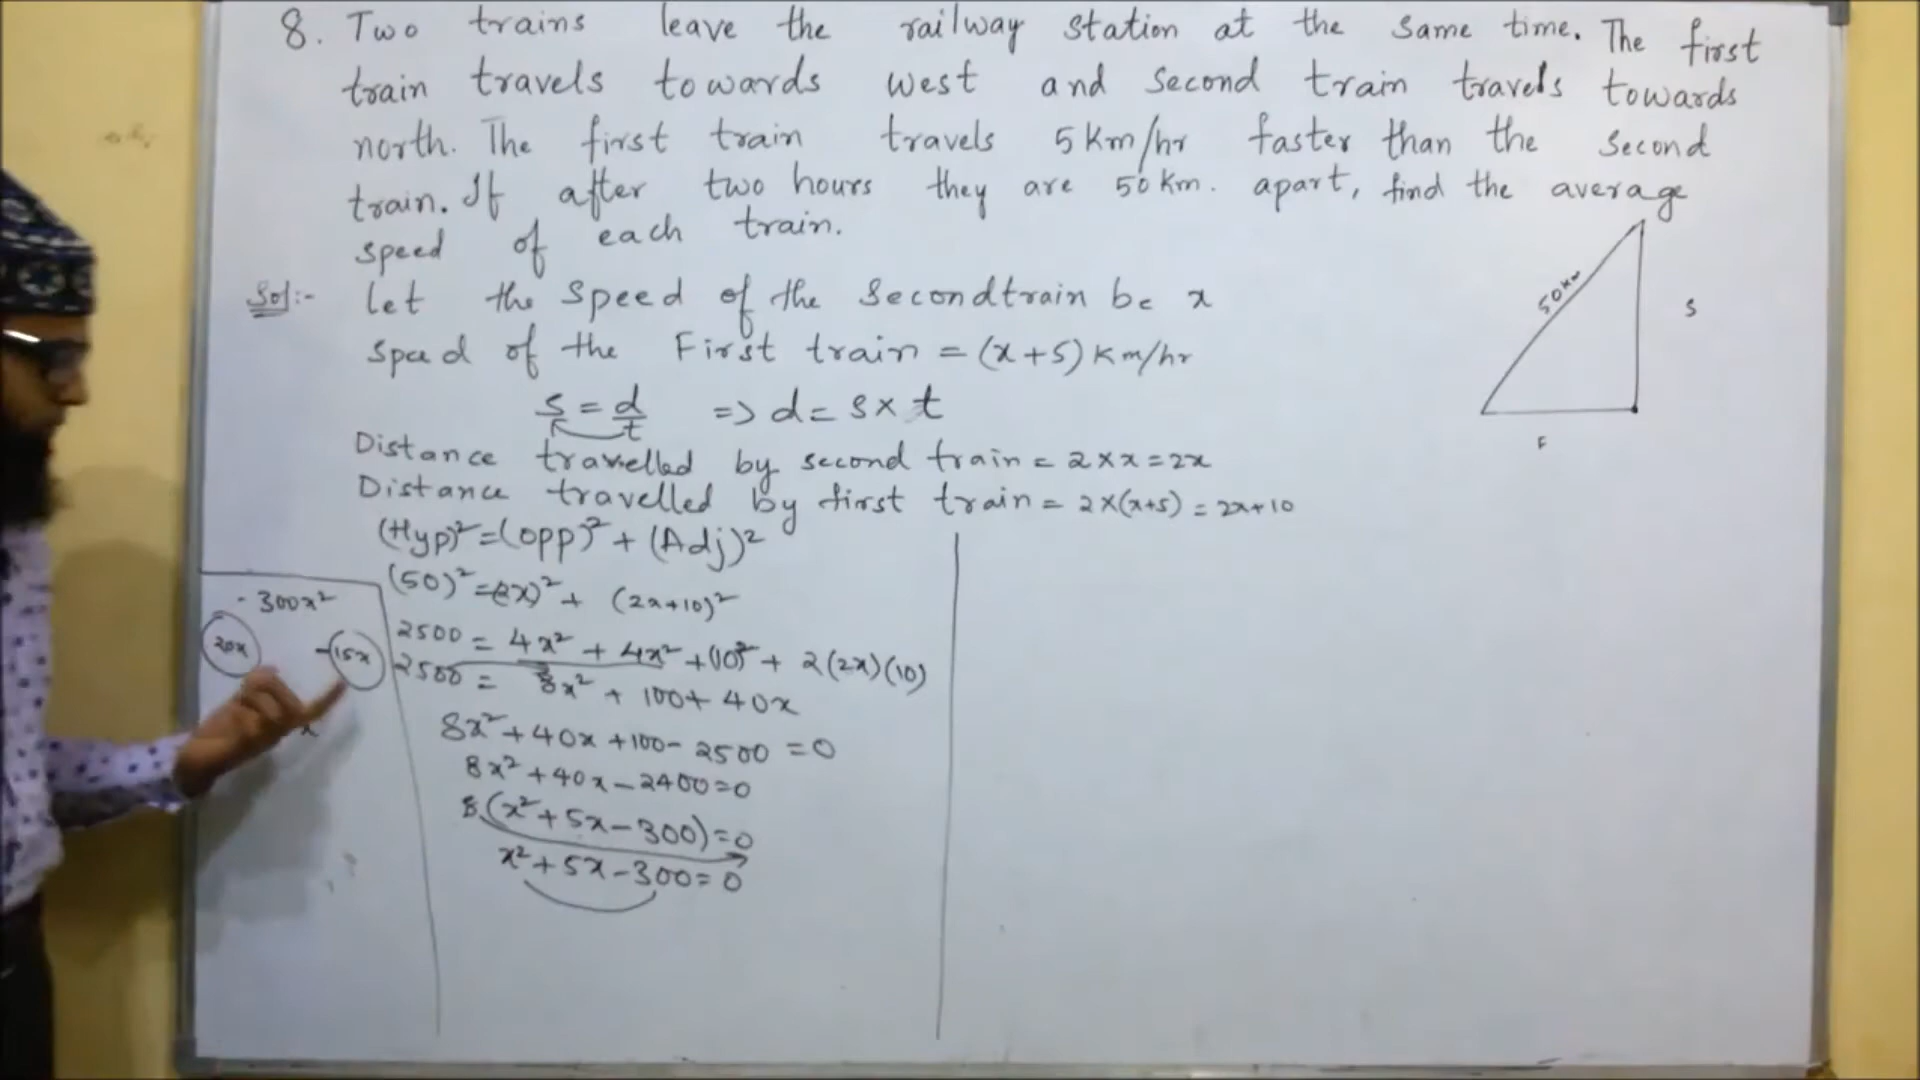 8. Two trains leave the railway station at the same time. The first
train travels towards west and second train travels towards
north. The first train travels 5 km/hr faster than the second
train. If after two hours they are 50 km. apart, find the average
speed of each train.
Sol:- Let the speed of the second train be x
Speed of the First train = (x+5) Km/hr
s = d/t => d = s × t
Distance travelled by second train = 2×x = 2x
Distance travelled by first train = 2×(x+5) = 2x+10
(Hyp)² = (opp)² + (Adj)²
(50)² = (2x)² + (2x+10)²
2500 = 4x² + 4x² + (10)² + 2(2x)(10)
2500 = 8x² + 100 + 40x
8x² + 40x + 100 - 2500 = 0
8x² + 40x - 2400 = 0
8(x² + 5x - 300) = 0
x² + 5x - 300 = 0
- 300x²
20x -15x
x
50 km
S
F